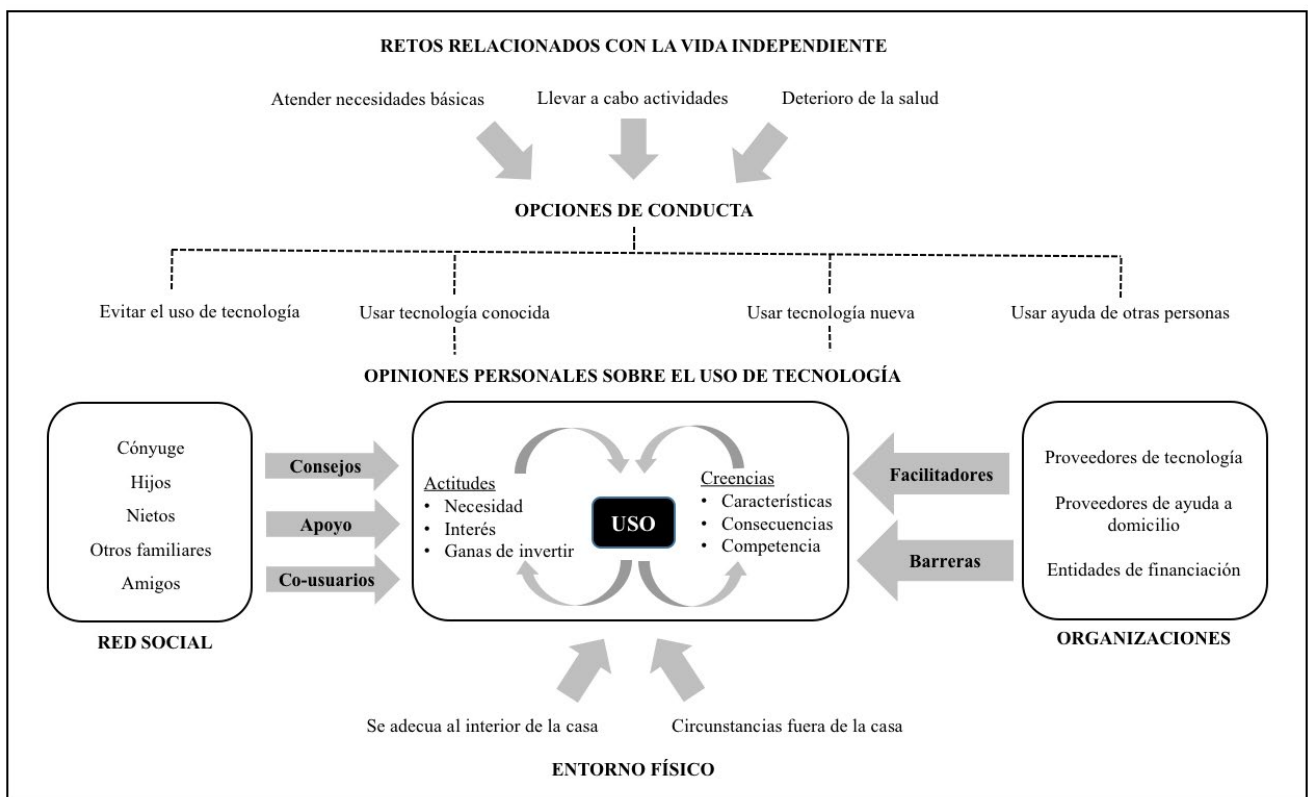 RETOS RELACIONADOS CON LA VIDA INDEPENDIENTE
Atender necesidades básicas
Llevar a cabo actividades
Deterioro de la salud
OPCIONES DE CONDUCTA
Evitar el uso de tecnología
Usar tecnología conocida
Usar tecnología nueva
Usar ayuda de otras personas
OPINIONES PERSONALES SOBRE EL USO DE TECNOLOGÍA
Cónyuge
Hijos
Nietos
Otros familiares
Amigos
RED SOCIAL
Consejos
Apoyo
Co-usuarios
Actitudes
• Necesidad
• Interés
• Ganas de invertir
USO
Creencias
• Características
• Consecuencias
• Competencia
Facilitadores
Barreras
Proveedores de tecnología
Proveedores de ayuda a
domicilio
Entidades de financiación
ORGANIZACIONES
Se adecua al interior de la casa
Circunstancias fuera de la casa
ENTORNO FÍSICO